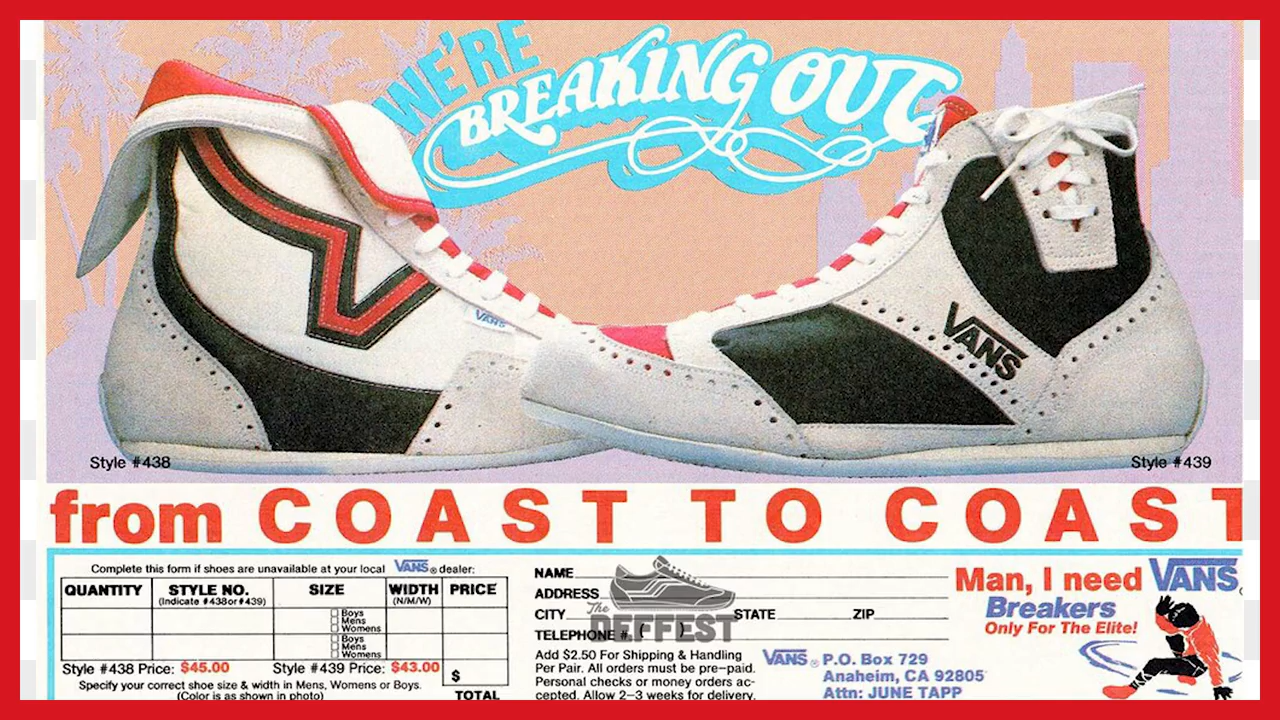 WE'RE
BREAKING OUT
VANS
VANS
Style #438
Style #439
from COAST TO COAST
Complete this form if shoes are unavailable at your local VANS® dealer:
QUANTITY STYLE NO. SIZE WIDTH PRICE
(Indicate #438 or #439) (N/M/W)
Boys
Mens
Womens
Boys
Mens
Womens
Style #438 Price: $45.00 Style #439 Price: $43.00 $
Specify your correct shoe size & width in Mens, Womens or Boys.
(Color is as shown in photo) TOTAL
NAME
ADDRESS
CITY STATE ZIP
TELEPHONE # ( )
The
DEFFEST
Add $2.50 For Shipping & Handling
Per Pair. All orders must be pre-paid.
Personal checks or money orders ac-
cepted. Allow 2-3 weeks for delivery.
VANS® P.O. Box 729
Anaheim, CA 92805
Attn: JUNE TAPP
Man, I need VANS®
Breakers
Only For The Elite!